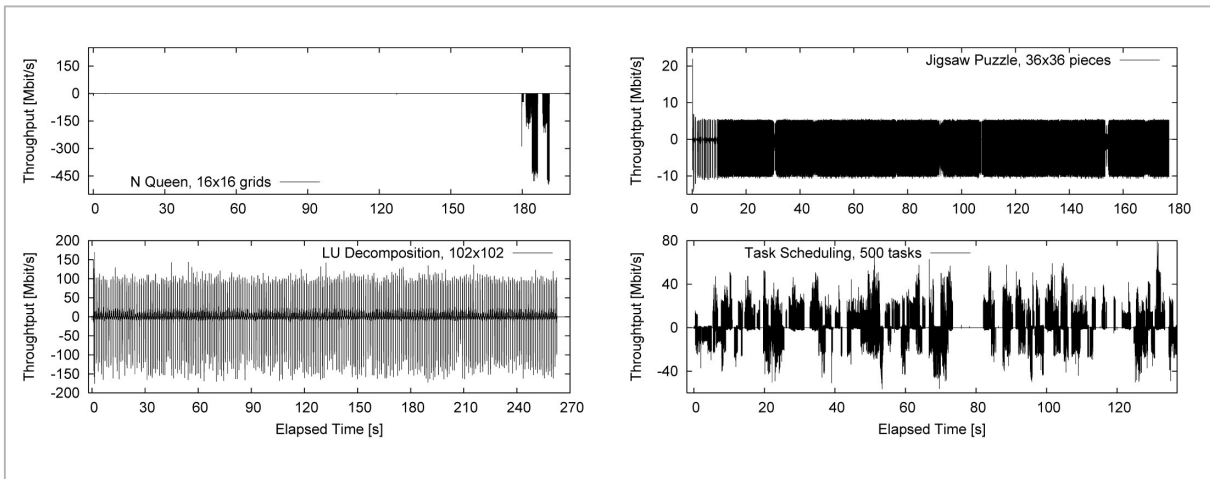 Throughput [Mbit/s]
150
0
-150
-300
-450
N Queen, 16x16 grids
0 30 60 90 120 150 180
Throughtput [Mbit/s]
20
10
0
-10
Jigsaw Puzzle, 36x36 pieces
0 20 40 60 80 100 120 140 160 180
Throughtput [Mbit/s]
200
150
100
50
0
-50
-100
-150
-200
LU Decomposition, 102x102
0 30 60 90 120 150 180 210 240 270
Elapsed Time [s]
Throughtput [Mbit/s]
80
40
0
-40
Task Scheduling, 500 tasks
0 20 40 60 80 100 120
Elapsed Time [s]